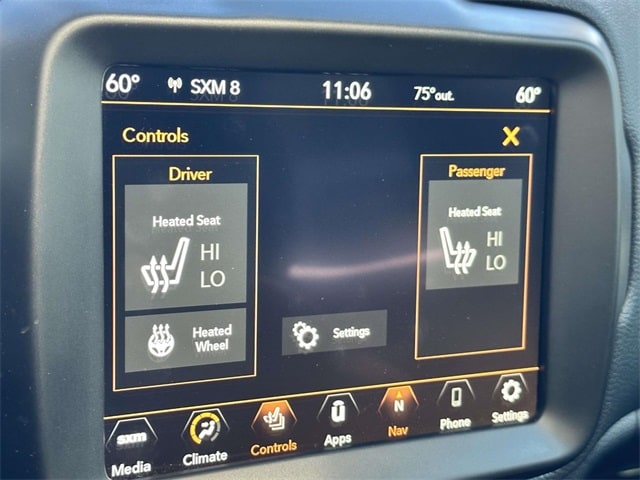 60° SXM 8 11:06 75°out. 60°
Controls X
Driver
Heated Seat
HI
LO
Heated
Wheel
Settings
Passenger
Heated Seat
HI
LO
sxm
Media
Climate
Controls
Apps
N
Nav
Phone
Settings